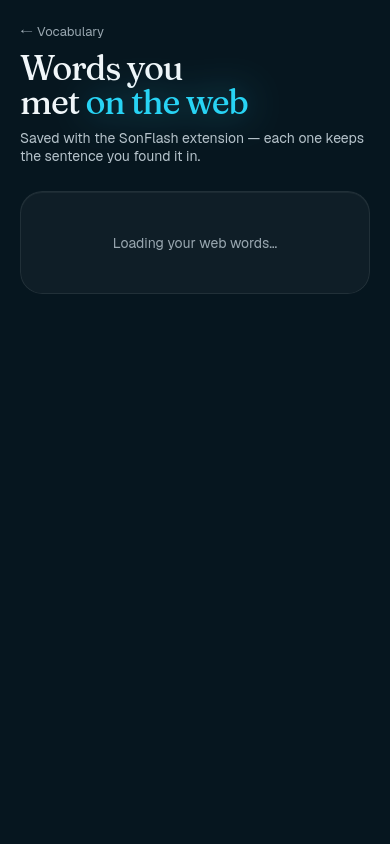 ← Vocabulary
Words you
met on the web
Saved with the SonFlash extension — each one keeps
the sentence you found it in.
Loading your web words…